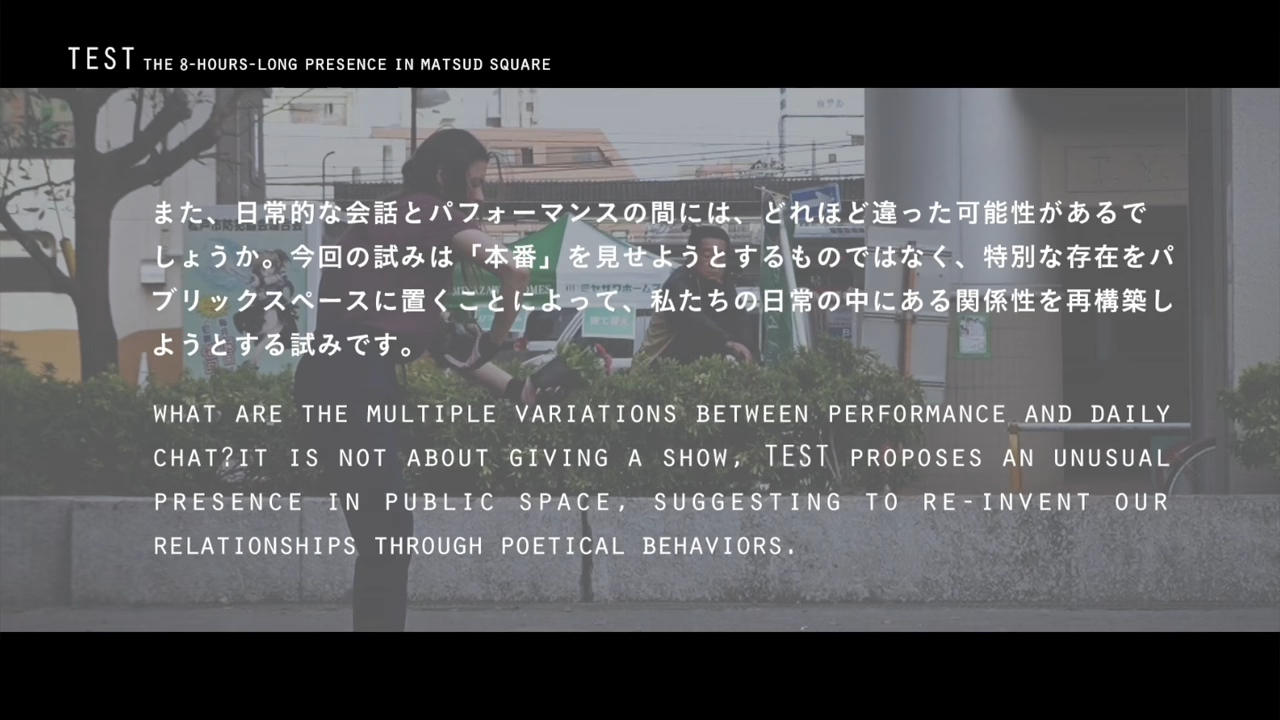 TEST THE 8-HOURS-LONG PRESENCE IN MATSUD SQUARE
また、日常的な会話とパフォーマンスの間には、どれほど違った可能性があるで
しょうか。今回の試みは「本番」を見せようとするものではなく、特別な存在をパ
ブリックスペースに置くことによって、私たちの日常の中にある関係性を再構築し
ようとする試みです。
WHAT ARE THE MULTIPLE VARIATIONS BETWEEN PERFORMANCE AND DAILY
CHAT?IT IS NOT ABOUT GIVING A SHOW, TEST PROPOSES AN UNUSUAL
PRESENCE IN PUBLIC SPACE, SUGGESTING TO RE-INVENT OUR
RELATIONSHIPS THROUGH POETICAL BEHAVIORS.